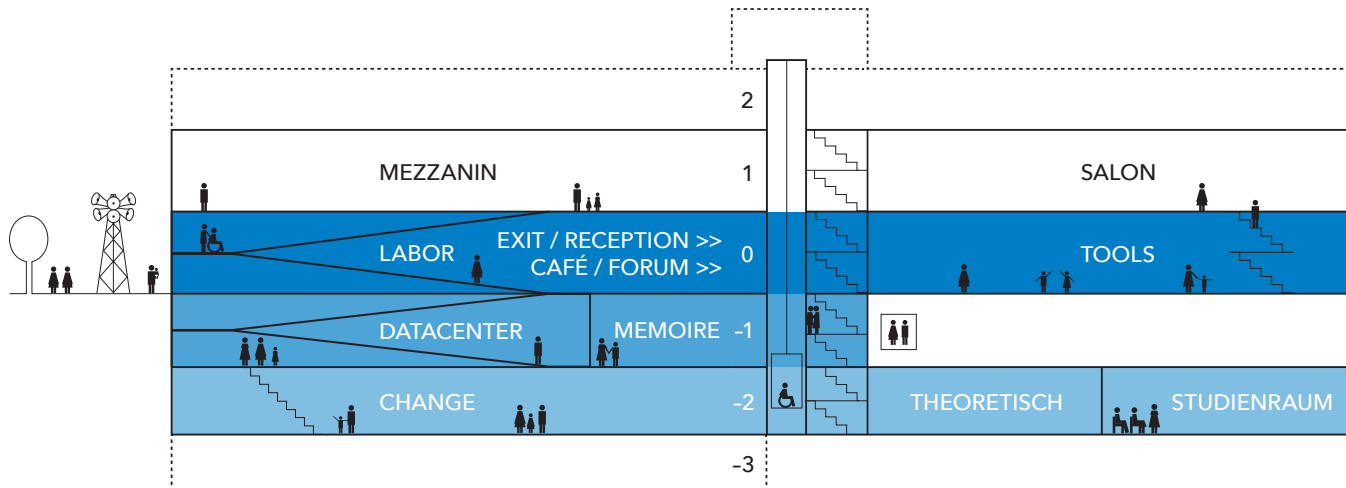 2
MEZZANIN
1
SALON
LABOR
EXIT / RECEPTION >>
CAFÉ / FORUM >>
0
TOOLS
DATACENTER
MEMOIRE
–1
CHANGE
–2
THEORETISCH
STUDIENRAUM
–3